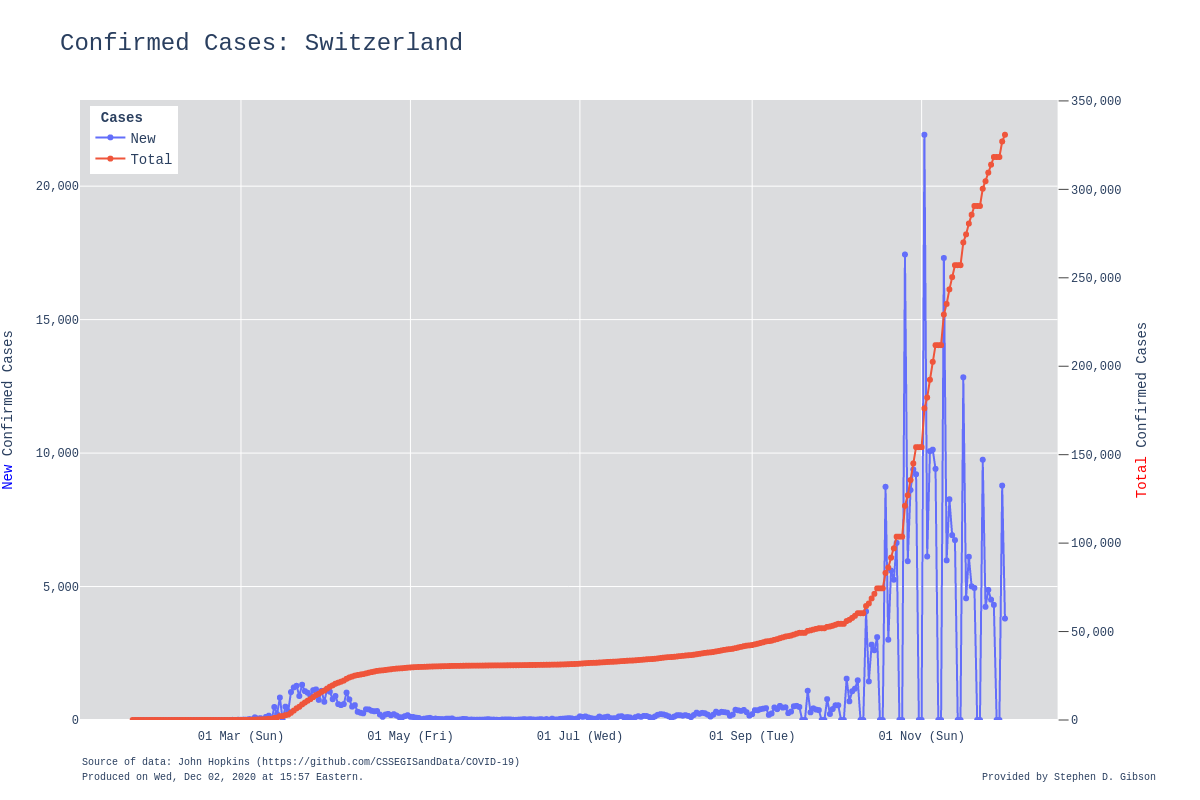 Confirmed Cases: Switzerland
Cases
New
Total
20,000
15,000
10,000
5,000
0
New Confirmed Cases
350,000
300,000
250,000
200,000
150,000
100,000
50,000
0
Total Confirmed Cases
01 Mar (Sun) 01 May (Fri) 01 Jul (Wed) 01 Sep (Tue) 01 Nov (Sun)
Source of data: John Hopkins (https://github.com/CSSEGISandData/COVID-19)
Produced on Wed, Dec 02, 2020 at 15:57 Eastern.
Provided by Stephen D. Gibson